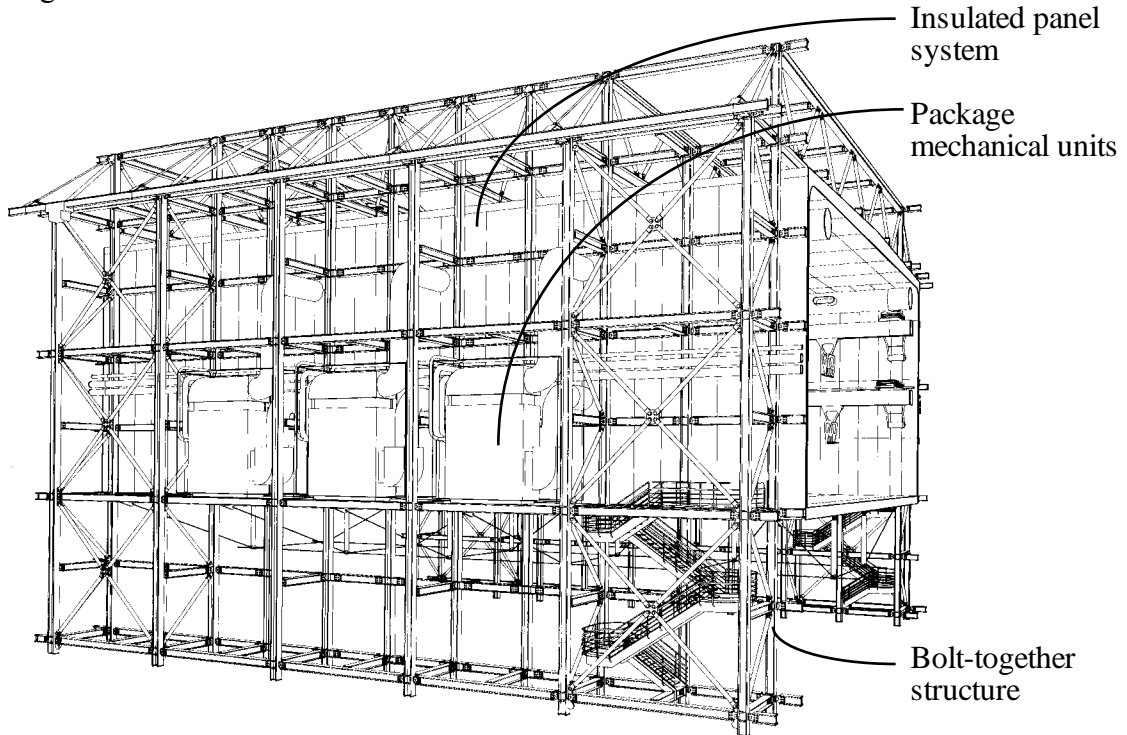 Insulated panel
system
Package
mechanical units
Bolt-together
structure